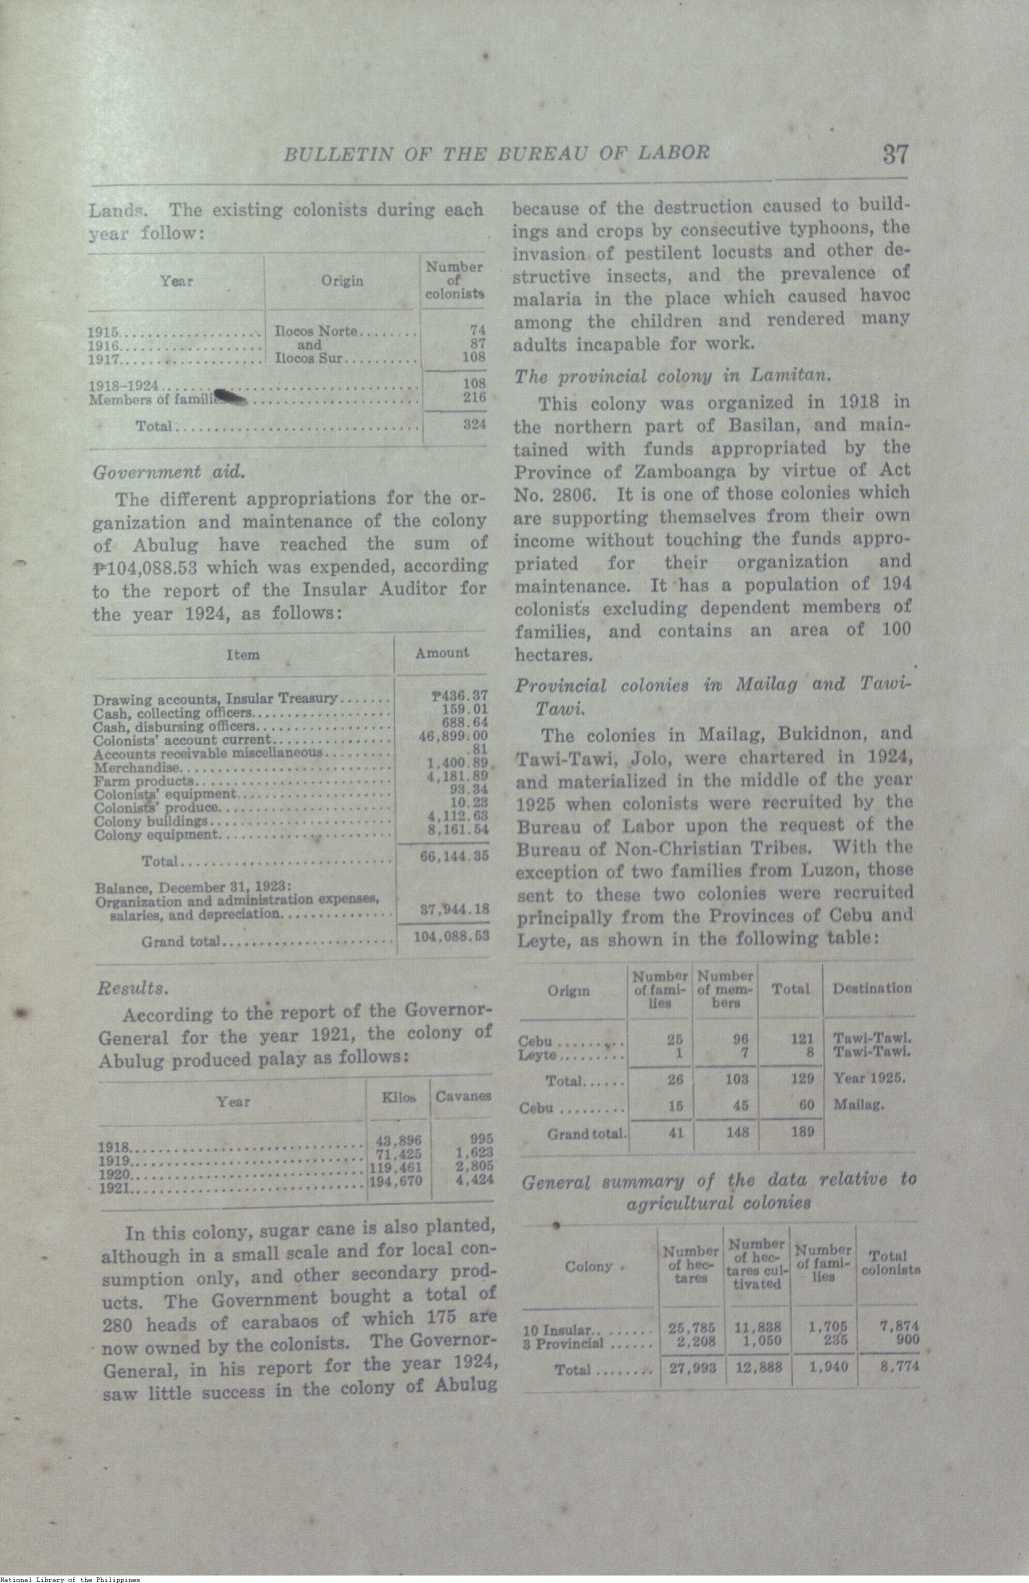 BULLETIN OF THE BUREAU OF LABOR 37
Lands. The existing colonists during each
year follow:
Year Origin Number of colonists
1915 Ilocos Norte 74
1916 and 87
1917 Ilocos Sur 108
1918–1924 108
Members of families 216
Total 324
Government aid.
The different appropriations for the or-
ganization and maintenance of the colony
of Abulug have reached the sum of
₱104,088.53 which was expended, according
to the report of the Insular Auditor for
the year 1924, as follows:
Item Amount
Drawing accounts, Insular Treasury ₱436.37
Cash, collecting officers 159.01
Cash, disbursing officers 688.64
Colonists' account current 46,899.00
Accounts receivable miscellaneous .81
Merchandise 1,400.89
Farm products 4,181.89
Colonists' equipment 93.34
Colonists' produce 10.23
Colony buildings 4,112.63
Colony equipment 8,161.54
Total 66,144.35
Balance, December 31, 1923:
Organization and administration expenses,
salaries, and depreciation 37,944.18
Grand total 104,088.53
Results.
According to the report of the Governor-
General for the year 1921, the colony of
Abulug produced palay as follows:
Year Kilos Cavanes
1918 43,896 995
1919 71,425 1,623
1920 119,461 2,805
1921 194,670 4,424
In this colony, sugar cane is also planted,
although in a small scale and for local con-
sumption only, and other secondary prod-
ucts. The Government bought a total of
280 heads of carabaos of which 175 are
now owned by the colonists. The Governor-
General, in his report for the year 1924,
saw little success in the colony of Abulug
because of the destruction caused to build-
ings and crops by consecutive typhoons, the
invasion of pestilent locusts and other de-
structive insects, and the prevalence of
malaria in the place which caused havoc
among the children and rendered many
adults incapable for work.
The provincial colony in Lamitan.
This colony was organized in 1918 in
the northern part of Basilan, and main-
tained with funds appropriated by the
Province of Zamboanga by virtue of Act
No. 2806. It is one of those colonies which
are supporting themselves from their own
income without touching the funds appro-
priated for their organization and
maintenance. It has a population of 194
colonists excluding dependent members of
families, and contains an area of 100
hectares.
Provincial colonies in Mailag and Tawi-
Tawi.
The colonies in Mailag, Bukidnon, and
Tawi-Tawi, Jolo, were chartered in 1924,
and materialized in the middle of the year
1925 when colonists were recruited by the
Bureau of Labor upon the request of the
Bureau of Non-Christian Tribes. With the
exception of two families from Luzon, those
sent to these two colonies were recruited
principally from the Provinces of Cebu and
Leyte, as shown in the following table:
Origin Number of fami- lies Number of mem- bers Total Destination
Cebu 25 96 121 Tawi-Tawi.
Leyte 1 7 8 Tawi-Tawi.
Total 26 103 129 Year 1925.
Cebu 15 45 60 Mailag.
Grand total. 41 148 189
General summary of the data relative to
agricultural colonies
Colony Number of hec- tares Number of hec- tares cul- tivated Number of fami- lies Total colonists
10 Insular 25,785 11,838 1,705 7,874
3 Provincial 2,208 1,050 235 900
Total 27,993 12,888 1,940 8,774
National Library of the Philippines